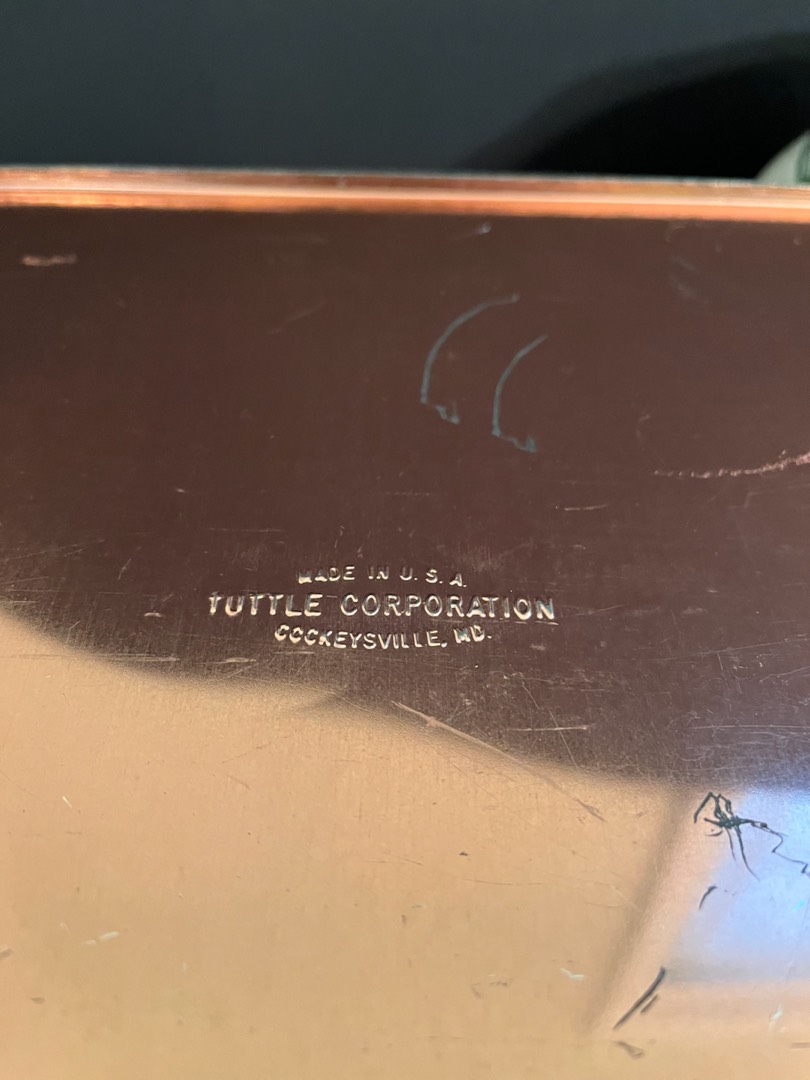 MADE IN U.S.A.
TUTTLE CORPORATION
COCKEYSVILLE, MD.